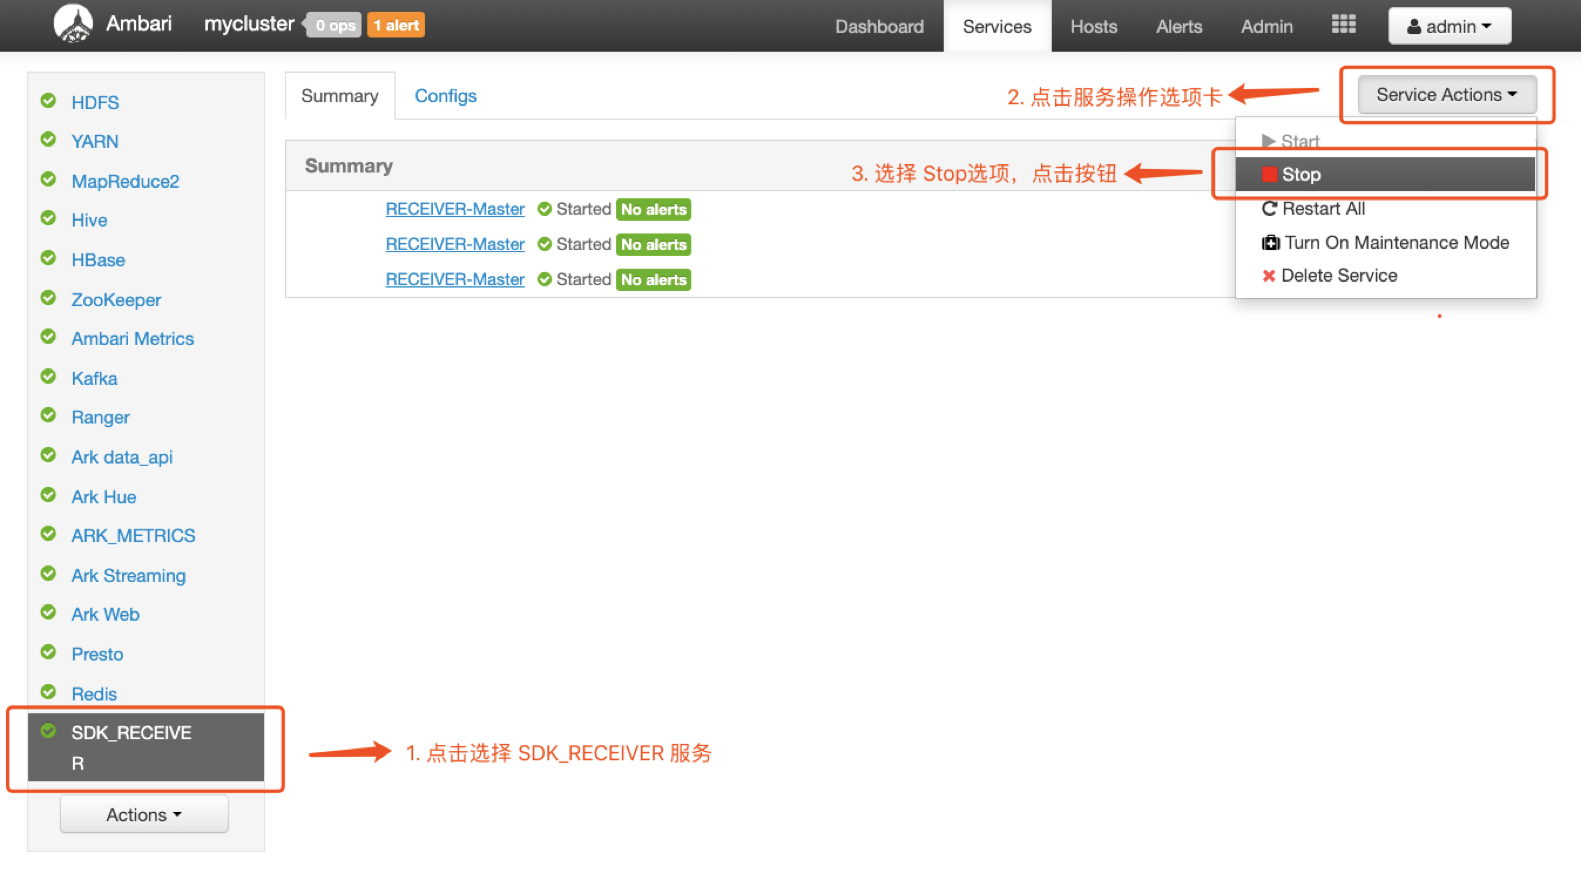 Ambari mycluster 0 ops 1 alert Dashboard Services Hosts Alerts Admin admin
Summary Configs
2. 点击服务操作选项卡
Service Actions
Start
Stop
Restart All
Turn On Maintenance Mode
Delete Service
3. 选择 Stop选项，点击按钮
Summary
RECEIVER-Master Started No alerts
RECEIVER-Master Started No alerts
RECEIVER-Master Started No alerts
HDFS
YARN
MapReduce2
Hive
HBase
ZooKeeper
Ambari Metrics
Kafka
Ranger
Ark data_api
Ark Hue
ARK_METRICS
Ark Streaming
Ark Web
Presto
Redis
SDK_RECEIVE
R
1. 点击选择 SDK_RECEIVER 服务
Actions